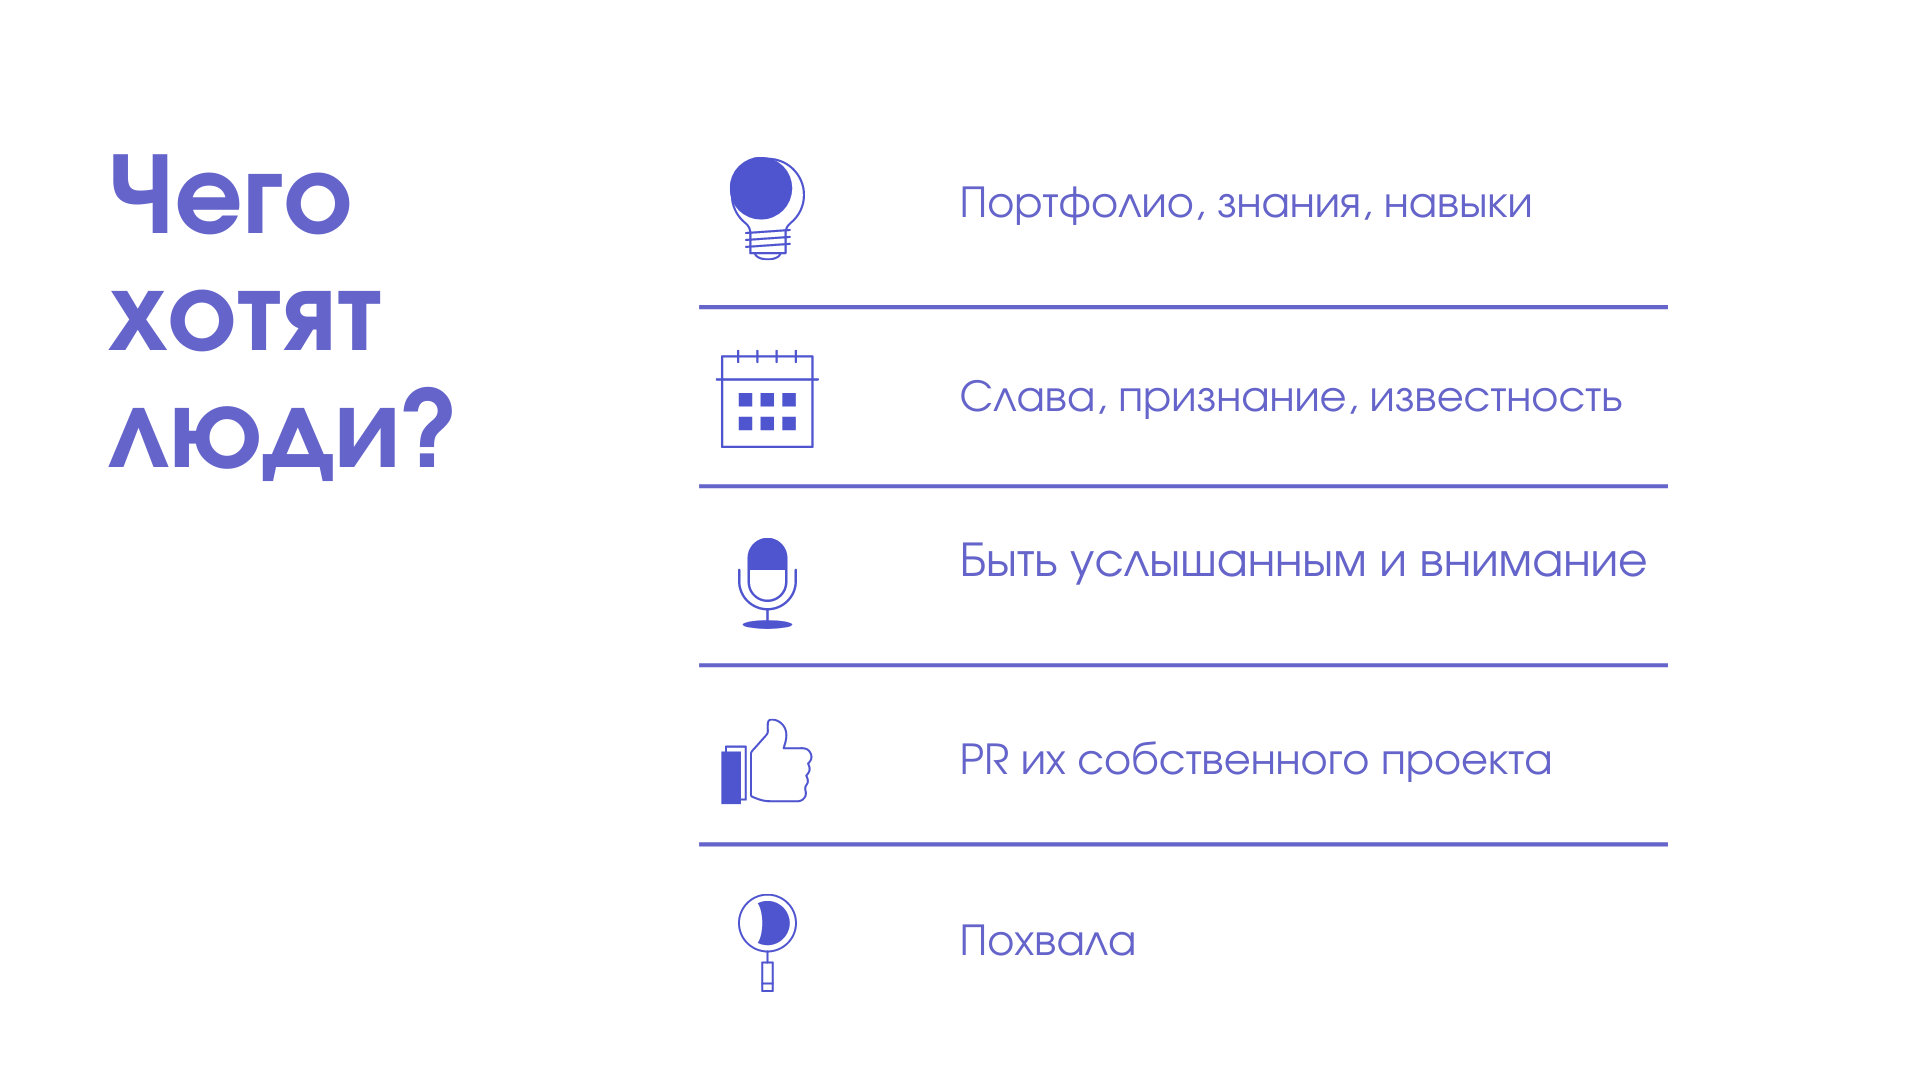 Чего
хотят
люди?
Портфолио, знания, навыки
Слава, признание, известность
Быть услышанным и внимание
PR их собственного проекта
Похвала